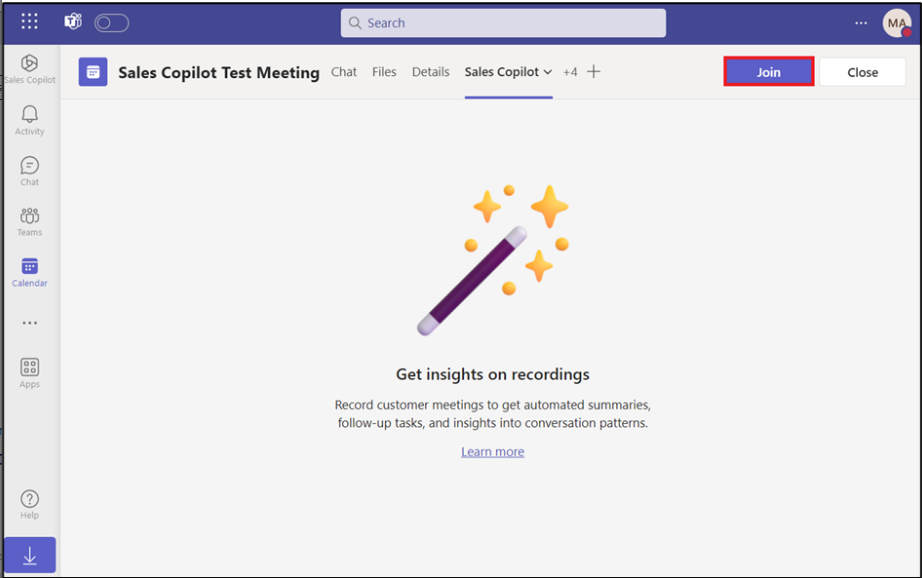 Search
MA
Sales Copilot
Sales Copilot Test Meeting Chat Files Details Sales Copilot +4 Join Close
Activity
Chat
Teams
Calendar
Apps
Get insights on recordings
Record customer meetings to get automated summaries,
follow-up tasks, and insights into conversation patterns.
Learn more
Help